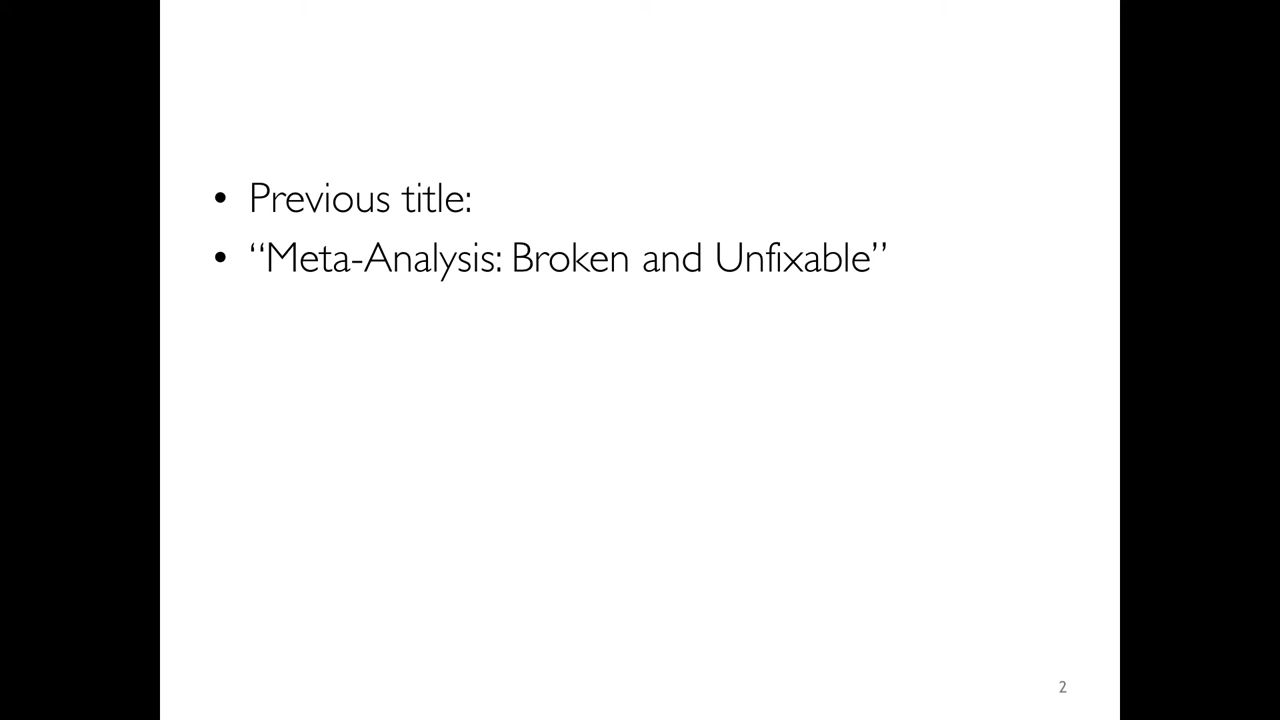 • Previous title:
• “Meta-Analysis: Broken and Unfixable”
2